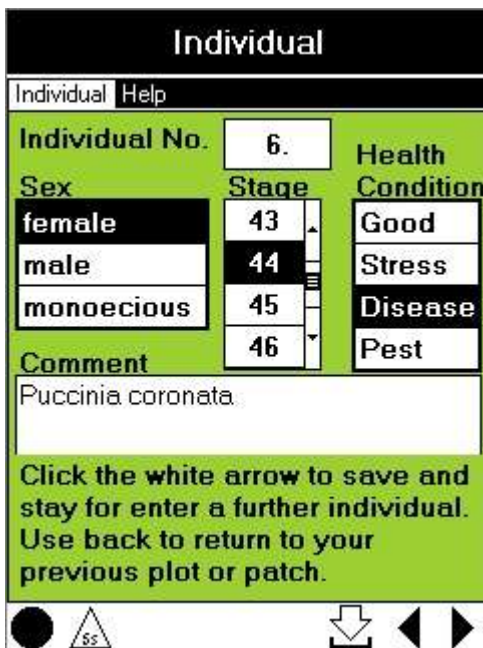 Individual
Individual Help
Individual No. 6.
Health
Sex Stage Condition
female 43 Good
male 44 Stress
monoecious 45 Disease
46 Pest
Comment
Puccinia coronata
Click the white arrow to save and
stay for enter a further individual.
Use back to return to your
previous plot or patch.
5s